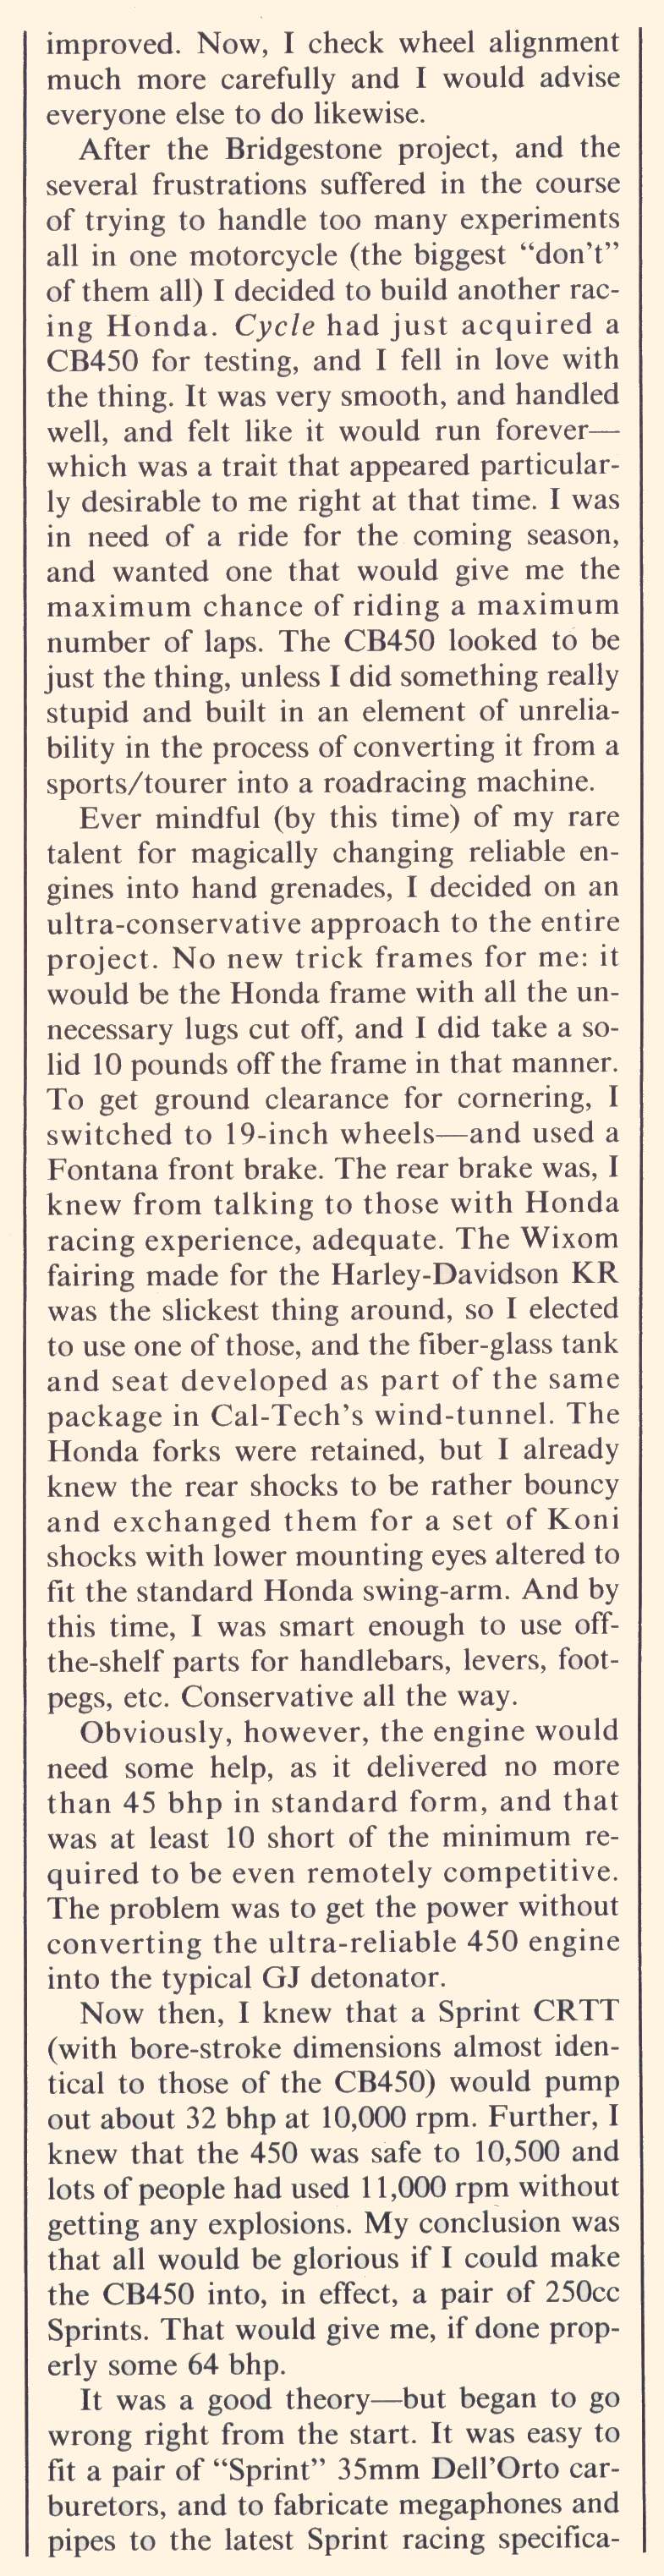 improved. Now, I check wheel alignment
much more carefully and I would advise
everyone else to do likewise.
After the Bridgestone project, and the
several frustrations suffered in the course
of trying to handle too many experiments
all in one motorcycle (the biggest “don’t”
of them all) I decided to build another rac-
ing Honda. Cycle had just acquired a
CB450 for testing, and I fell in love with
the thing. It was very smooth, and handled
well, and felt like it would run forever—
which was a trait that appeared particular-
ly desirable to me right at that time. I was
in need of a ride for the coming season,
and wanted one that would give me the
maximum chance of riding a maximum
number of laps. The CB450 looked to be
just the thing, unless I did something really
stupid and built in an element of unrelia-
bility in the process of converting it from a
sports/tourer into a roadracing machine.
Ever mindful (by this time) of my rare
talent for magically changing reliable en-
gines into hand grenades, I decided on an
ultra-conservative approach to the entire
project. No new trick frames for me: it
would be the Honda frame with all the un-
necessary lugs cut off, and I did take a so-
lid 10 pounds off the frame in that manner.
To get ground clearance for cornering, I
switched to 19-inch wheels—and used a
Fontana front brake. The rear brake was, I
knew from talking to those with Honda
racing experience, adequate. The Wixom
fairing made for the Harley-Davidson KR
was the slickest thing around, so I elected
to use one of those, and the fiber-glass tank
and seat developed as part of the same
package in Cal-Tech’s wind-tunnel. The
Honda forks were retained, but I already
knew the rear shocks to be rather bouncy
and exchanged them for a set of Koni
shocks with lower mounting eyes altered to
fit the standard Honda swing-arm. And by
this time, I was smart enough to use off-
the-shelf parts for handlebars, levers, foot-
pegs, etc. Conservative all the way.
Obviously, however, the engine would
need some help, as it delivered no more
than 45 bhp in standard form, and that
was at least 10 short of the minimum re-
quired to be even remotely competitive.
The problem was to get the power without
converting the ultra-reliable 450 engine
into the typical GJ detonator.
Now then, I knew that a Sprint CRTT
(with bore-stroke dimensions almost iden-
tical to those of the CB450) would pump
out about 32 bhp at 10,000 rpm. Further, I
knew that the 450 was safe to 10,500 and
lots of people had used 11,000 rpm without
getting any explosions. My conclusion was
that all would be glorious if I could make
the CB450 into, in effect, a pair of 250cc
Sprints. That would give me, if done prop-
erly some 64 bhp.
It was a good theory—but began to go
wrong right from the start. It was easy to
fit a pair of “Sprint” 35mm Dell’Orto car-
buretors, and to fabricate megaphones and
pipes to the latest Sprint racing specifica-